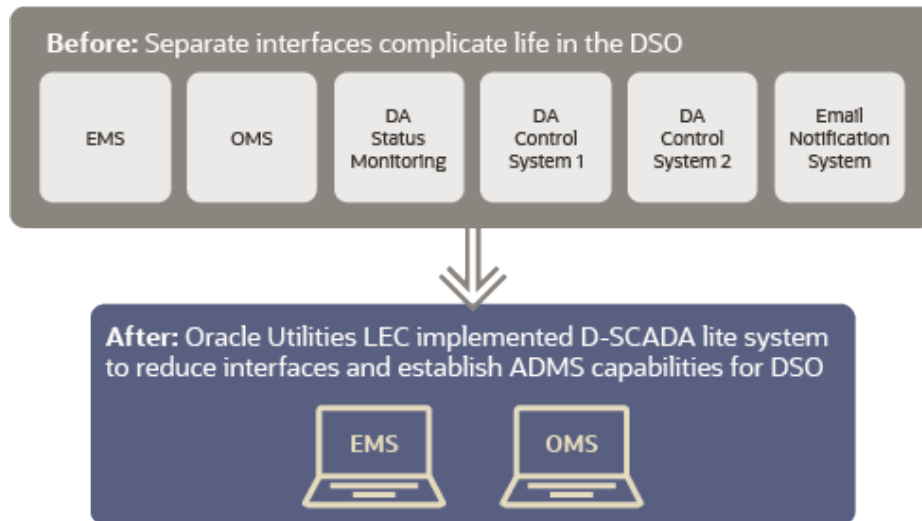 Before: Separate interfaces complicate life in the DSO
EMS
OMS
DA
Status
Monitoring
DA
Control
System 1
DA
Control
System 2
Email
Notification
System
After: Oracle Utilities LEC implemented D-SCADA lite system
to reduce interfaces and establish ADMS capabilities for DSO
EMS
OMS